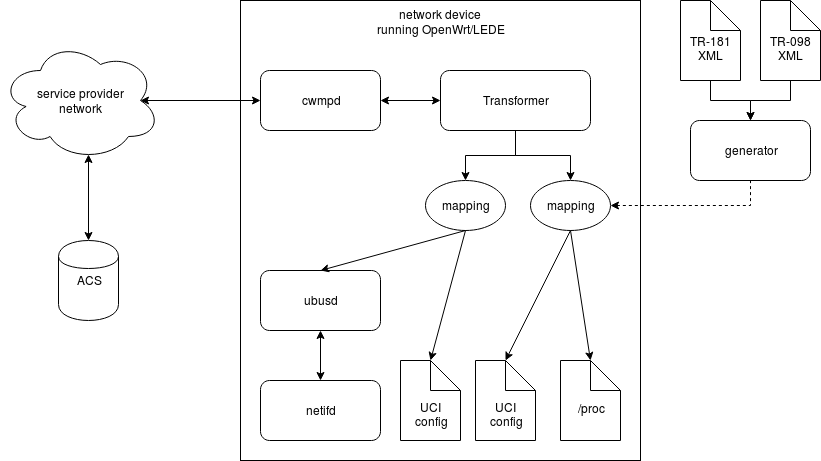 network device
running OpenWrt/LEDE
TR-181
XML
TR-098
XML
service provider
network
cwmpd
Transformer
generator
mapping
mapping
ACS
ubusd
netifd
UCI
config
UCI
config
/proc